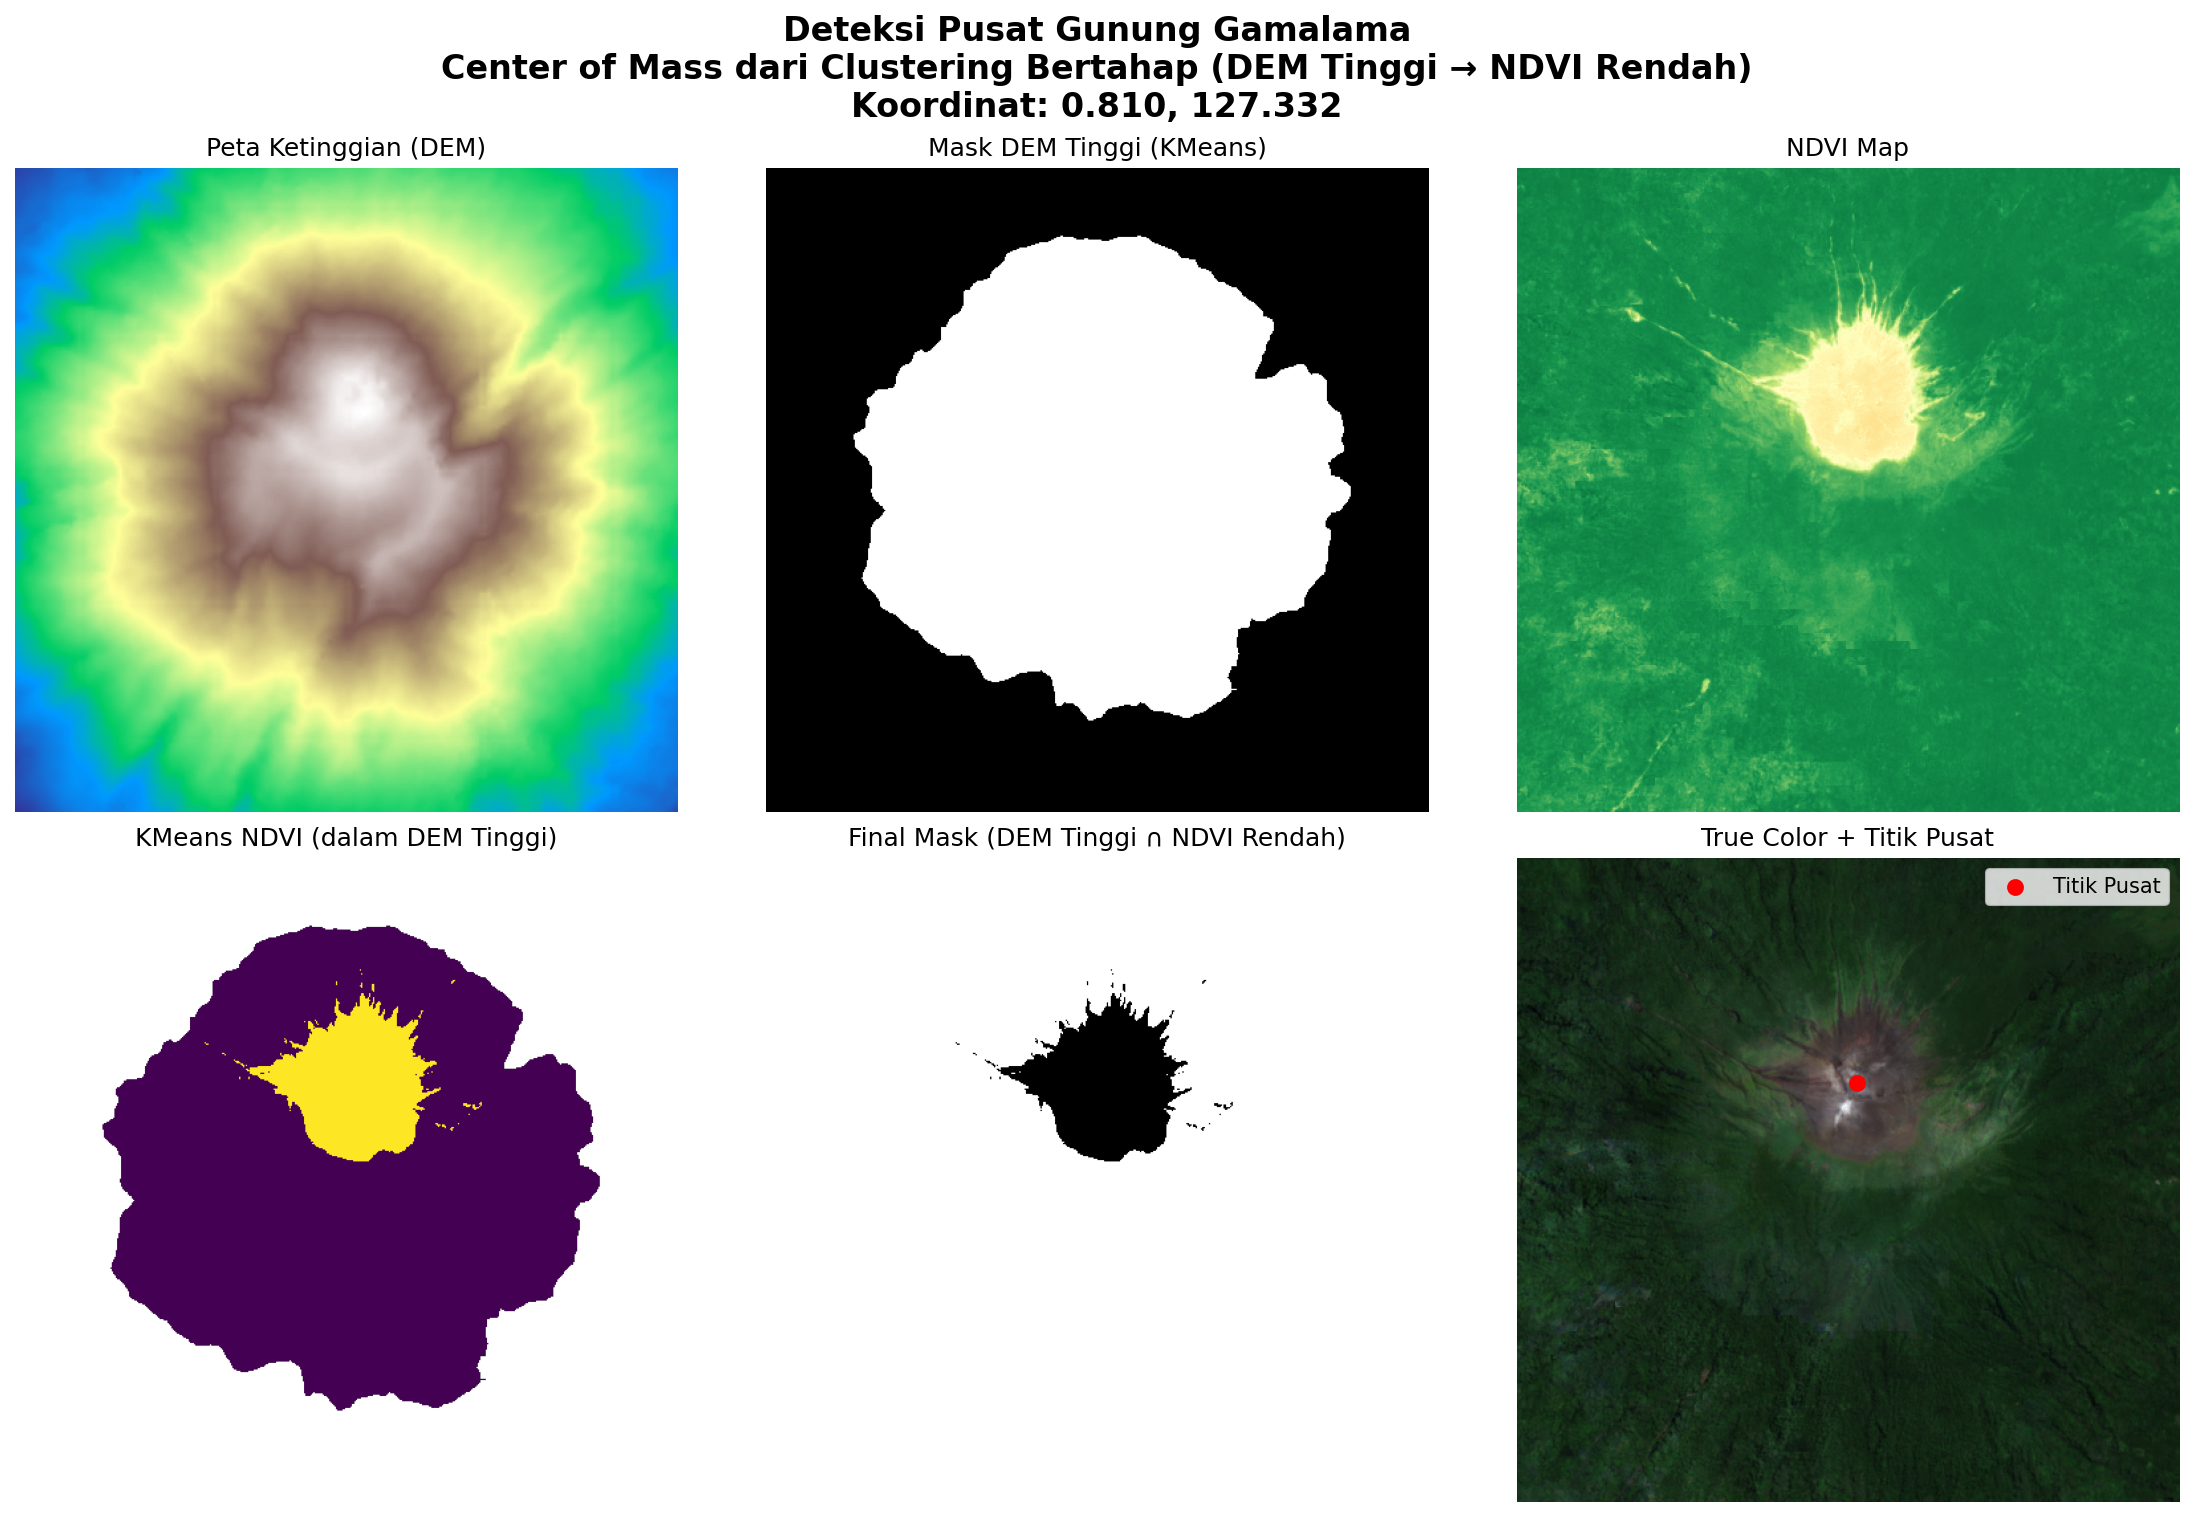 Deteksi Pusat Gunung Gamalama
Center of Mass dari Clustering Bertahap (DEM Tinggi → NDVI Rendah)
Koordinat: 0.810, 127.332
Peta Ketinggian (DEM)
Mask DEM Tinggi (KMeans)
NDVI Map
KMeans NDVI (dalam DEM Tinggi)
Final Mask (DEM Tinggi ∩ NDVI Rendah)
True Color + Titik Pusat
Titik Pusat